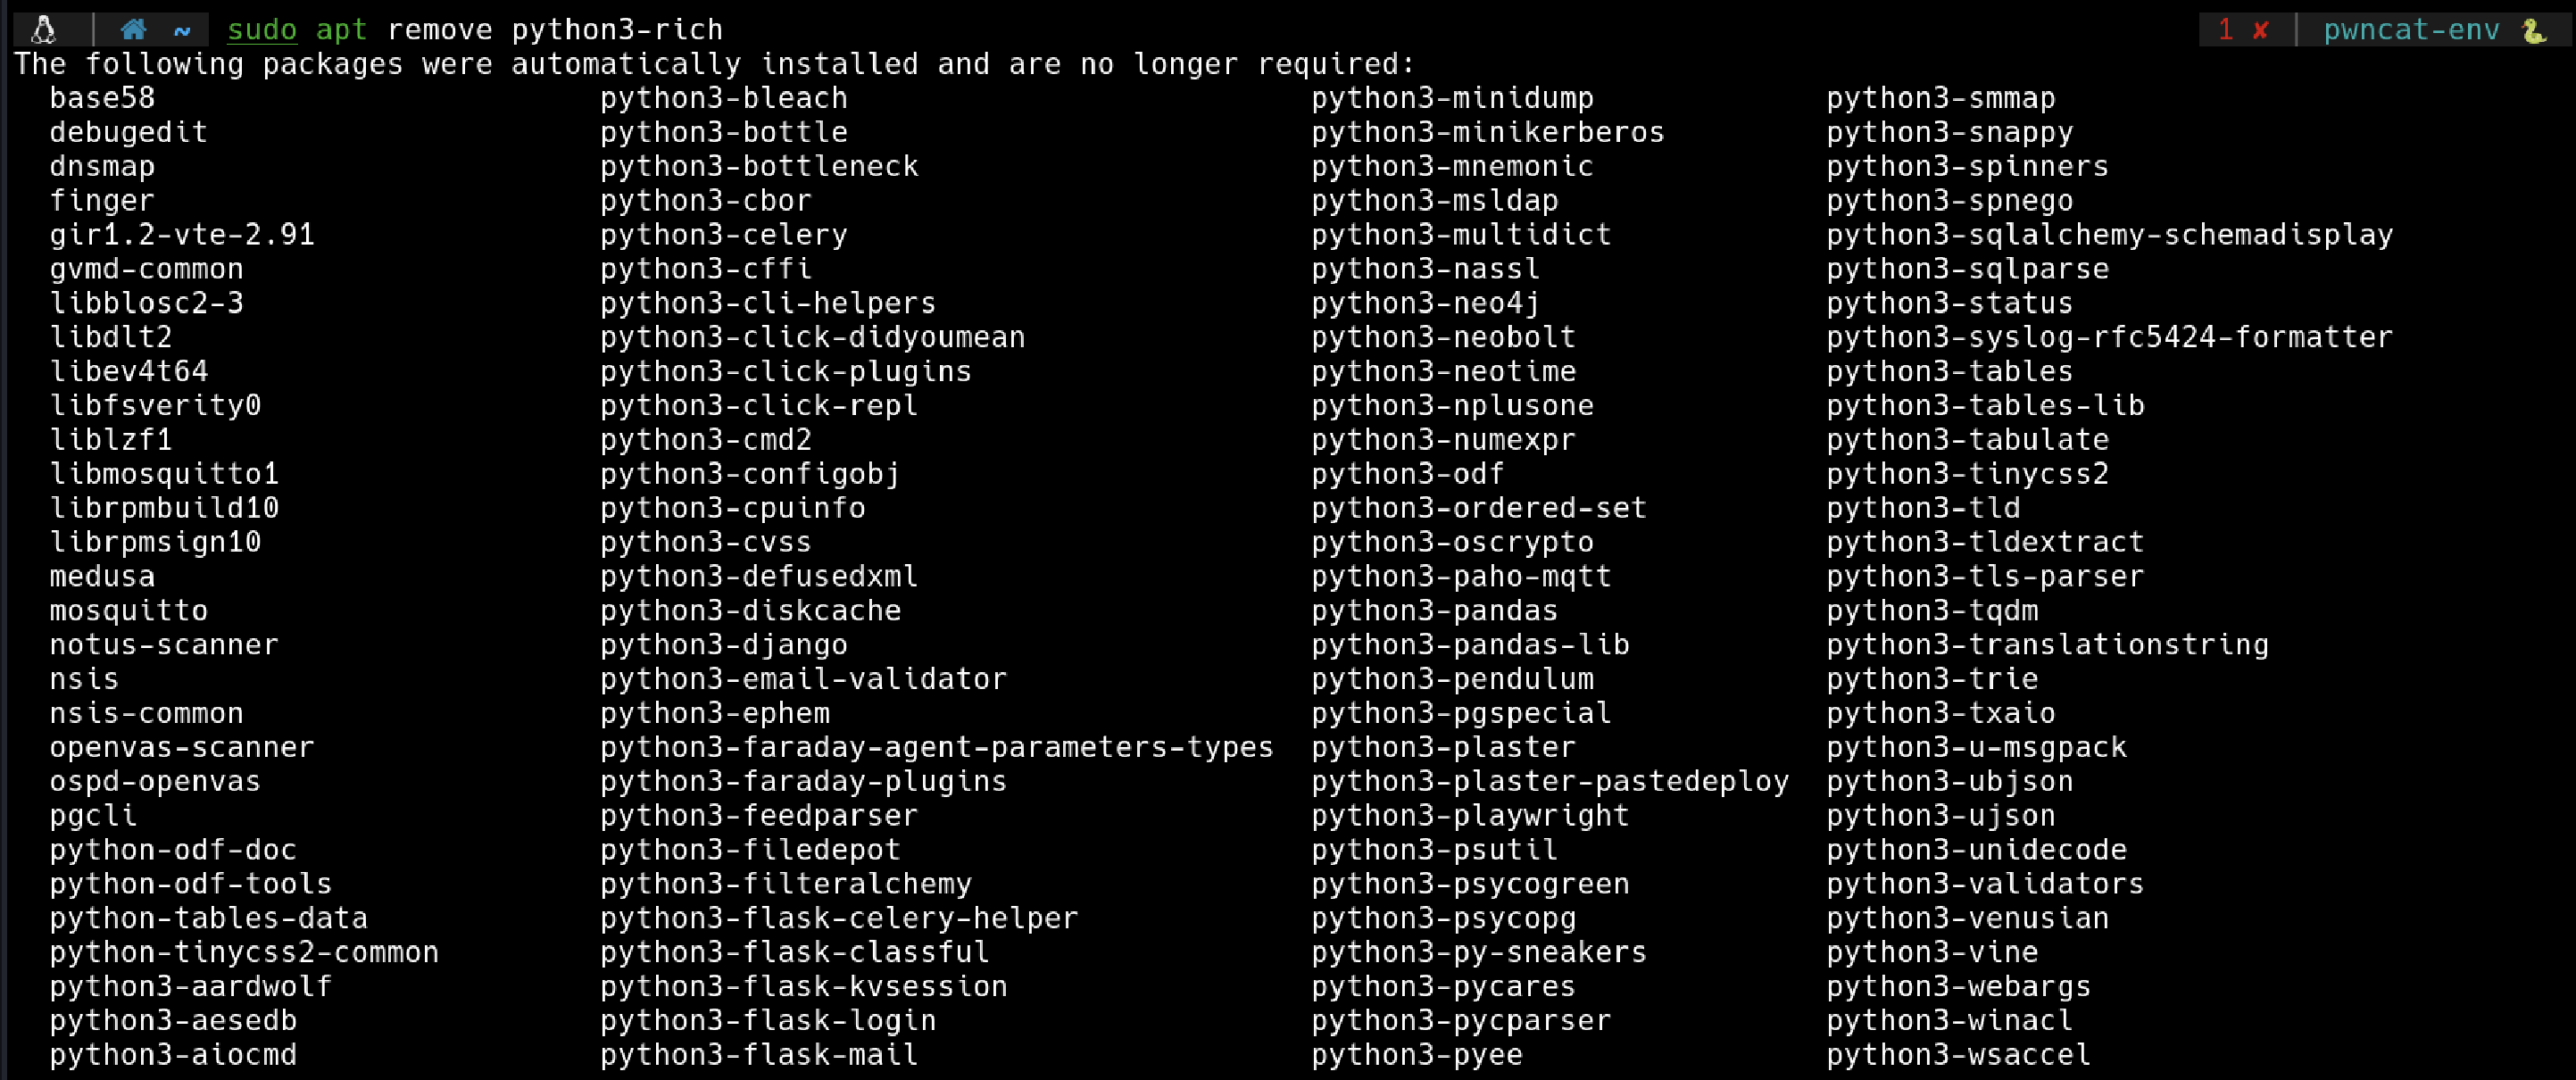 ~ sudo apt remove python3-rich 1 ✘ pwncat-env
The following packages were automatically installed and are no longer required:
base58 python3-bleach python3-minidump python3-smmap
debugedit python3-bottle python3-minikerberos python3-snappy
dnsmap python3-bottleneck python3-mnemonic python3-spinners
finger python3-cbor python3-msldap python3-spnego
gir1.2-vte-2.91 python3-celery python3-multidict python3-sqlalchemy-schemadisplay
gvmd-common python3-cffi python3-nassl python3-sqlparse
libblosc2-3 python3-cli-helpers python3-neo4j python3-status
libdlt2 python3-click-didyoumean python3-neobolt python3-syslog-rfc5424-formatter
libev4t64 python3-click-plugins python3-neotime python3-tables
libfsverity0 python3-click-repl python3-nplusone python3-tables-lib
liblzf1 python3-cmd2 python3-numexpr python3-tabulate
libmosquitto1 python3-configobj python3-odf python3-tinycss2
librpmbuild10 python3-cpuinfo python3-ordered-set python3-tld
librpmsign10 python3-cvss python3-oscrypto python3-tldextract
medusa python3-defusedxml python3-paho-mqtt python3-tls-parser
mosquitto python3-diskcache python3-pandas python3-tqdm
notus-scanner python3-django python3-pandas-lib python3-translationstring
nsis python3-email-validator python3-pendulum python3-trie
nsis-common python3-ephem python3-pgspecial python3-txaio
openvas-scanner python3-faraday-agent-parameters-types python3-plaster python3-u-msgpack
ospd-openvas python3-faraday-plugins python3-plaster-pastedeploy python3-ubjson
pgcli python3-feedparser python3-playwright python3-ujson
python-odf-doc python3-filedepot python3-psutil python3-unidecode
python-odf-tools python3-filteralchemy python3-psycogreen python3-validators
python-tables-data python3-flask-celery-helper python3-psycopg python3-venusian
python-tinycss2-common python3-flask-classful python3-py-sneakers python3-vine
python3-aardwolf python3-flask-kvsession python3-pycares python3-webargs
python3-aesedb python3-flask-login python3-pycparser python3-winacl
python3-aiocmd python3-flask-mail python3-pyee python3-wsaccel